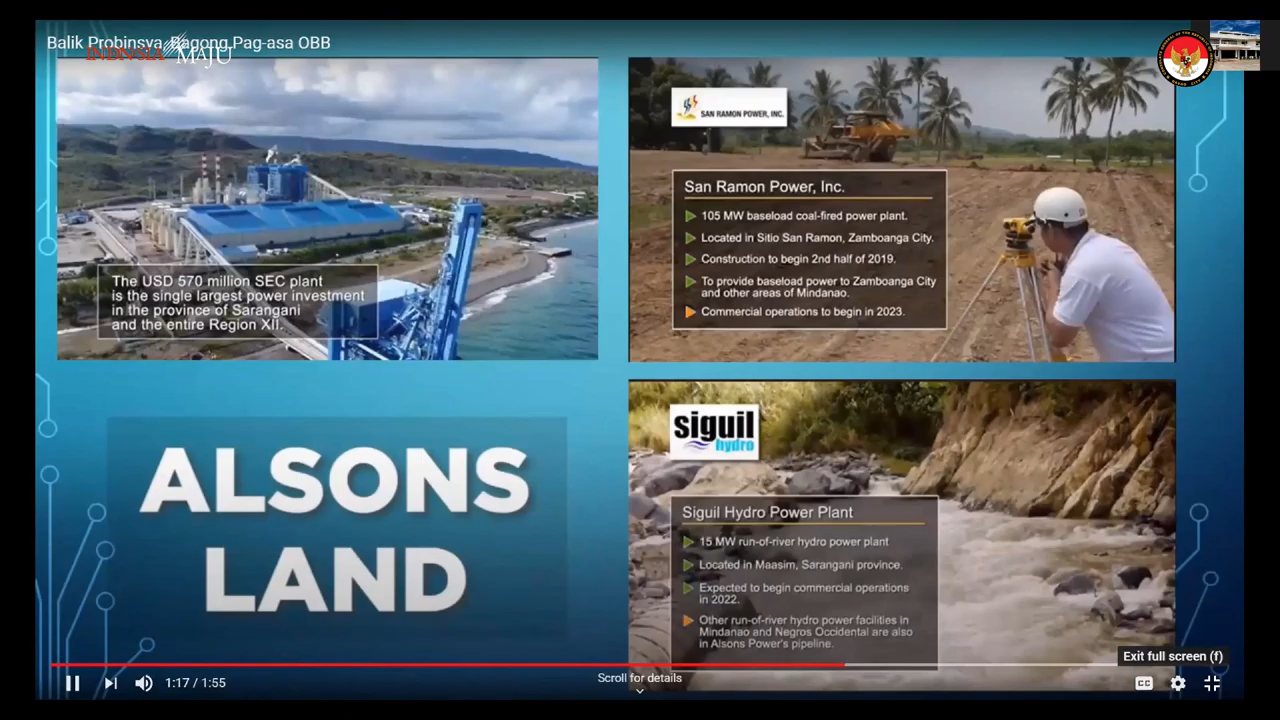 Balik Probinsya, Bagong Pag-asa OBB
INDONESIA
MAJU
The USD 570 million SEC plant
is the single largest power investment
in the province of Sarangani
and the entire Region XII.
SAN RAMON POWER, INC.
San Ramon Power, Inc.
105 MW baseload coal-fired power plant.
Located in Sitio San Ramon, Zamboanga City.
Construction to begin 2nd half of 2019.
To provide baseload power to Zamboanga City
and other areas of Mindanao.
Commercial operations to begin in 2023.
ALSONS
LAND
siguil
hydro
Siguil Hydro Power Plant
15 MW run-of-river hydro power plant
Located in Maasim, Sarangani province.
Expected to begin commercial operations
in 2022.
Other run-of-river hydro power facilities in
Mindanao and Negros Occidental are also
in Alsons Power's pipeline.
Exit full screen (f)
1:17 / 1:55
Scroll for details
CC